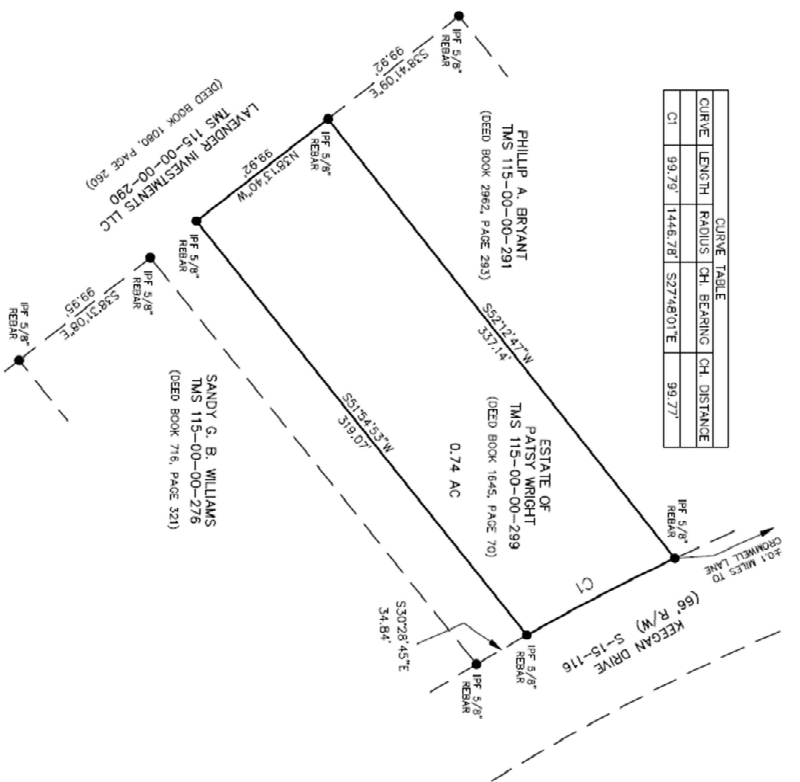 CURVE TABLE
CURVE LENGTH RADIUS CH. BEARING CH. DISTANCE
C1 99.79' 1446.78' S27°48'01"E 99.77'
IPF 5/8"
REBAR
S38°41'09"E
99.92'
IPF 5/8"
REBAR
PHILLIP A. BRYANT
TMS 115-00-00-291
(DEED BOOK 2962, PAGE 293)
N38°13'40"W
99.92'
LAVENDER INVESTMENTS LLC
TMS 115-00-00-290
(DEED BOOK 1080, PAGE 260)
IPF 5/8"
REBAR
IPF 5/8"
REBAR
S38°31'08"E
99.95'
IPF 5/8"
REBAR
SANDY G. B. WILLIAMS
TMS 115-00-00-276
(DEED BOOK 716, PAGE 321)
S52°12'47"W
337.14'
ESTATE OF
PATSY WRIGHT
TMS 115-00-00-299
(DEED BOOK 1645, PAGE 70)
0.74 AC
S51°54'53"W
319.07'
IPF 5/8"
REBAR
±0.1 MILES TO
CROMWELL LANE
C1
KEEGAN DRIVE
(66' R/W) S-15-116
IPF 5/8"
REBAR
S30°28'45"E
34.84'
IPF 5/8"
REBAR